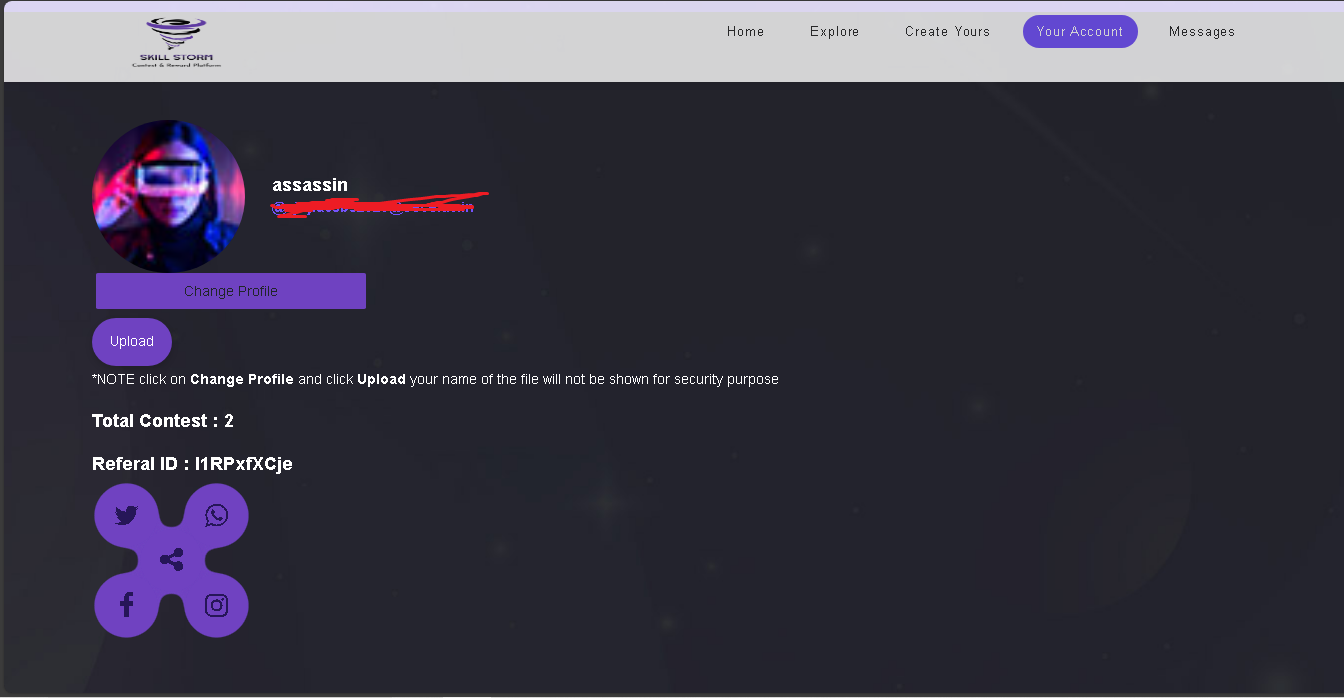 SKILL STORM
Contest & Reward Platform
Home
Explore
Create Yours
Your Account
Messages
assassin
Change Profile
Upload
*NOTE click on Change Profile and click Upload your name of the file will not be shown for security purpose
Total Contest : 2
Referal ID : I1RPxfXCje